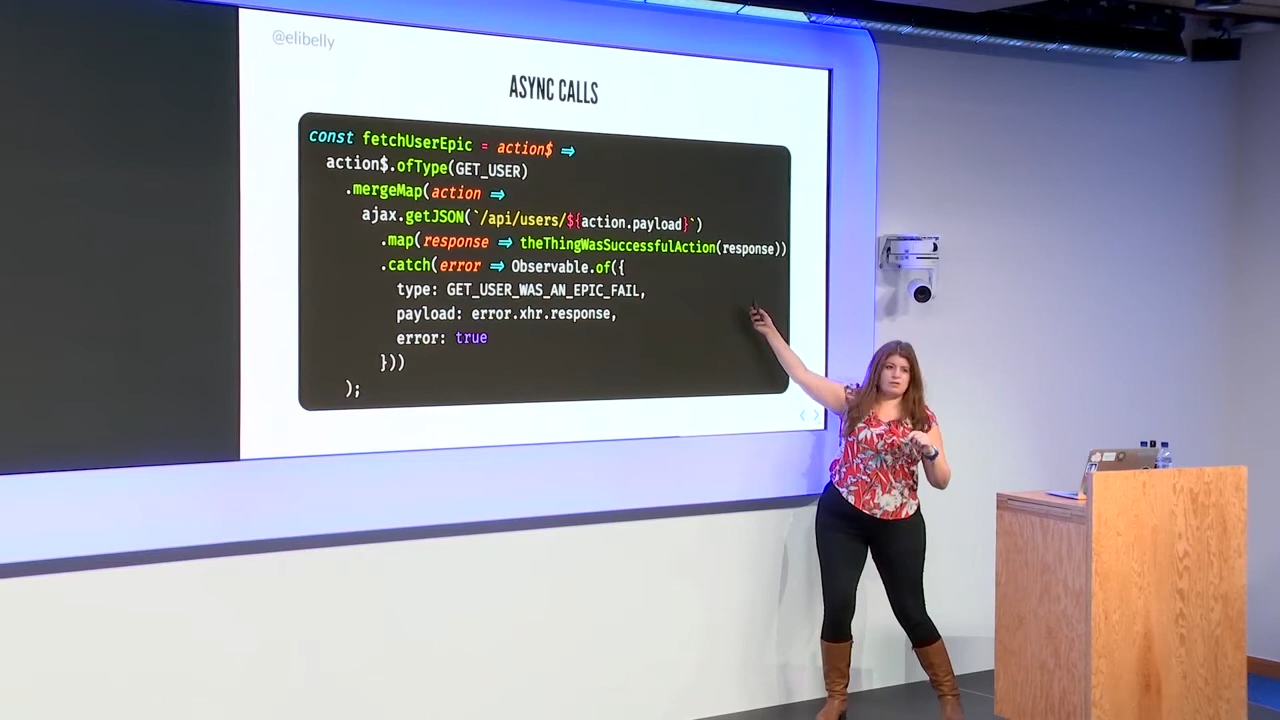 @elibelly
ASYNC CALLS
const fetchUserEpic = action$ ⇒
action$.ofType(GET_USER)
.mergeMap(action ⇒
ajax.getJSON(`/api/users/${action.payload}`)
.map(response ⇒ theThingWasSuccessfulAction(response))
.catch(error ⇒ Observable.of({
type: GET_USER_WAS_AN_EPIC_FAIL,
payload: error.xhr.response,
error: true
}))
);